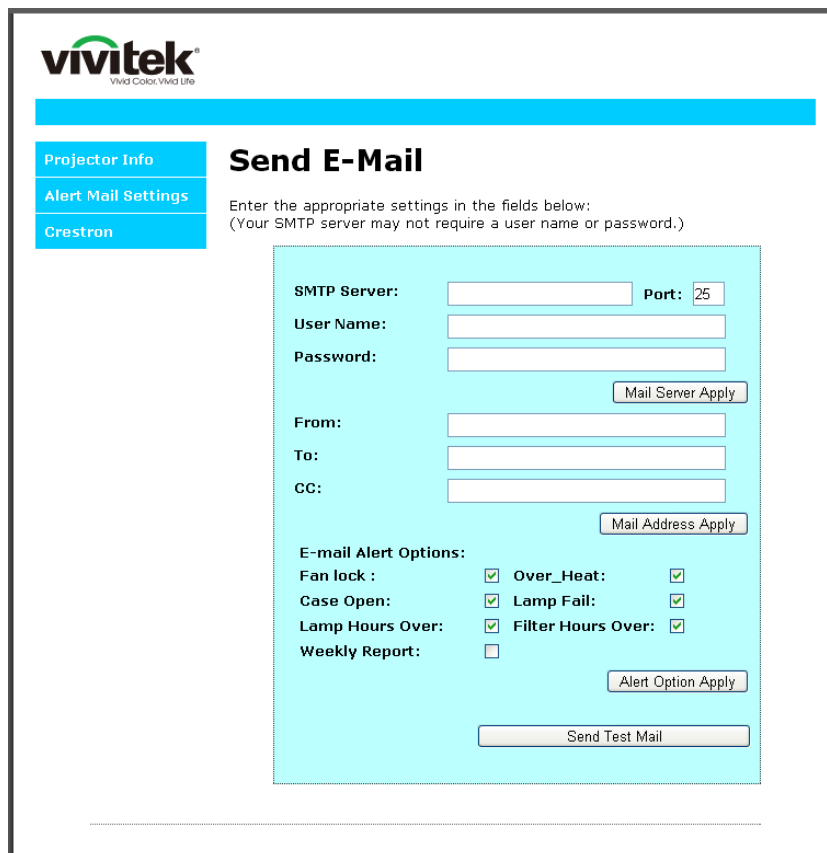 vivitek®
Vivid Color, Vivid Life
Projector Info
Alert Mail Settings
Crestron
Send E-Mail
Enter the appropriate settings in the fields below:
(Your SMTP server may not require a user name or password.)
SMTP Server: Port: 25
User Name:
Password:
Mail Server Apply
From:
To:
CC:
Mail Address Apply
E-mail Alert Options:
Fan lock : Over_Heat:
Case Open: Lamp Fail:
Lamp Hours Over: Filter Hours Over:
Weekly Report:
Alert Option Apply
Send Test Mail